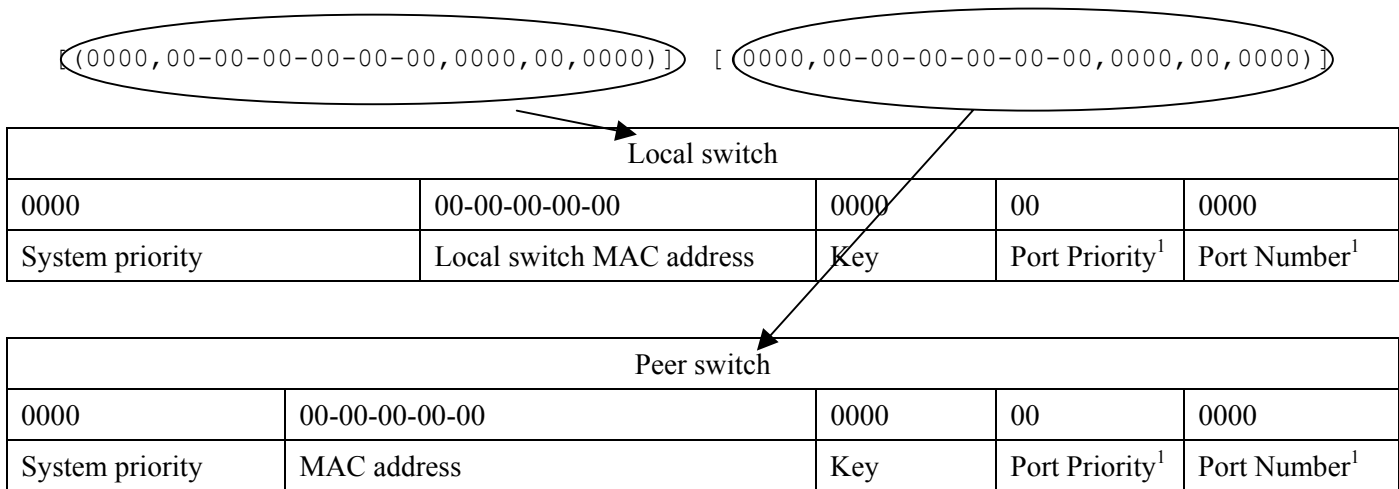 [(0000,00-00-00-00-00-00,0000,00,0000)] [(0000,00-00-00-00-00-00,0000,00,0000)]
Local switch
0000 00-00-00-00-00 0000 00 0000
System priority Local switch MAC address Key Port Priority1 Port Number1
Peer switch
0000 00-00-00-00-00 0000 00 0000
System priority MAC address Key Port Priority1 Port Number1